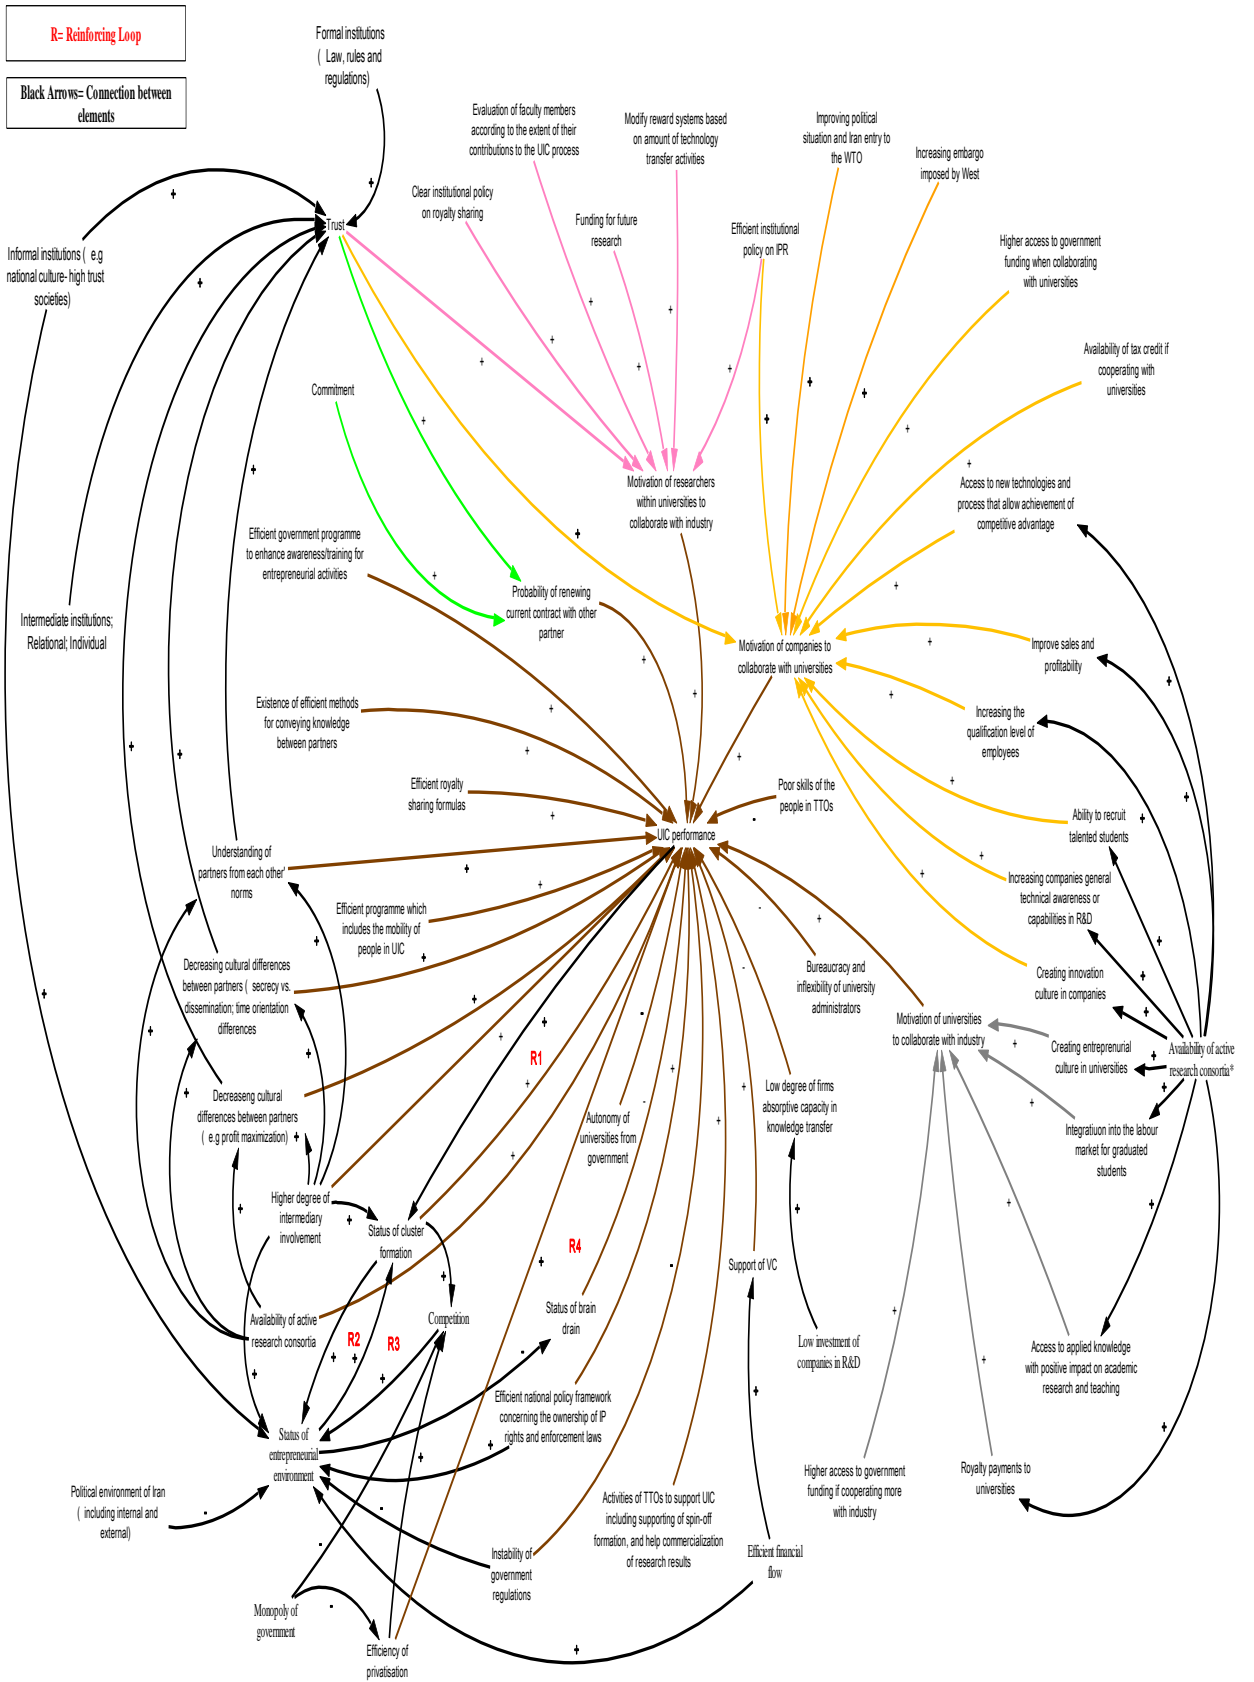 R= Reinforcing Loop
Black Arrows= Connection between
elements
Formal institutions
( Law, rules and
regulations)
Evaluation of faculty members
according to the extent of their
contributions to the UIC process
Modify reward systems based
on amount of technology
transfer activities
Improving political
situation and Iran entry to
the WTO
Increasing embargo
imposed by West
Clear institutional policy
on royalty sharing
Funding for future
research
Efficient institutional
policy on IPR
Trust
Informal institutions ( e.g
national culture- high trust
societies)
Higher access to government
funding when collaborating
with universities
Availability of tax credit if
cooperating with
universities
Commitment
Motivation of researchers
within universities to
collaborate with industry
Access to new technologies and
process that allow achievement of
competitive advantage
Efficient government programme
to enhance awareness/training for
entrepreneurial activities
Probability of renewing
current contract with other
partner
Intermediate institutions;
Relational; Individual
Motivation of companies to
collaborate with universities
Improve sales and
profitability
Existence of efficient methods
for conveying knowledge
between partners
Increasing the
qualification level of
employees
Efficient royalty
sharing formulas
Poor skills of the
people in TTOs
Ability to recruit
talented students
UIC performance
Understanding of
partners from each other'
norms
Increasing companies general
technical awareness or
capabilities in R&D
Efficient programme which
includes the mobility of
people in UIC
Decreasing cultural differences
between partners ( secrecy vs.
dissemination; time orientation
differences
Bureaucracy and
inflexibility of university
administrators
Creating innovation
culture in companies
Motivation of universities
to collaborate with industry
Creating entreprenurial
culture in universities
Availability of active
research consortia*
R1
Decreaseng cultural
differences between partners
( e.g profit maximization)
Autonomy of
universities from
government
Low degree of firms
absorptive capacity in
knowledge transfer
Integratiuon into the labour
market for graduated
students
Higher degree of
intermediary
involvement
Status of cluster
formation
R4
Support of VC
Availability of active
research consortia
R2
R3
Competition
Status of brain
drain
Low investment of
companies in R&D
Access to applied knowledge
with positive impact on academic
research and teaching
Efficient national policy framework
concerning the ownership of IP
rights and enforcement laws
Status of
entrepreneurial
environment
Political environment of Iran
( including internal and
external)
Activities of TTOs to support UIC
including supporting of spin-off
formation, and help commercialization
of research results
Higher access to government
funding if cooperating more
with industry
Royalty payments to
universities
Instability of
government
regulations
Efficient financial
flow
Monopoly of
government
Efficiency of
privatisation